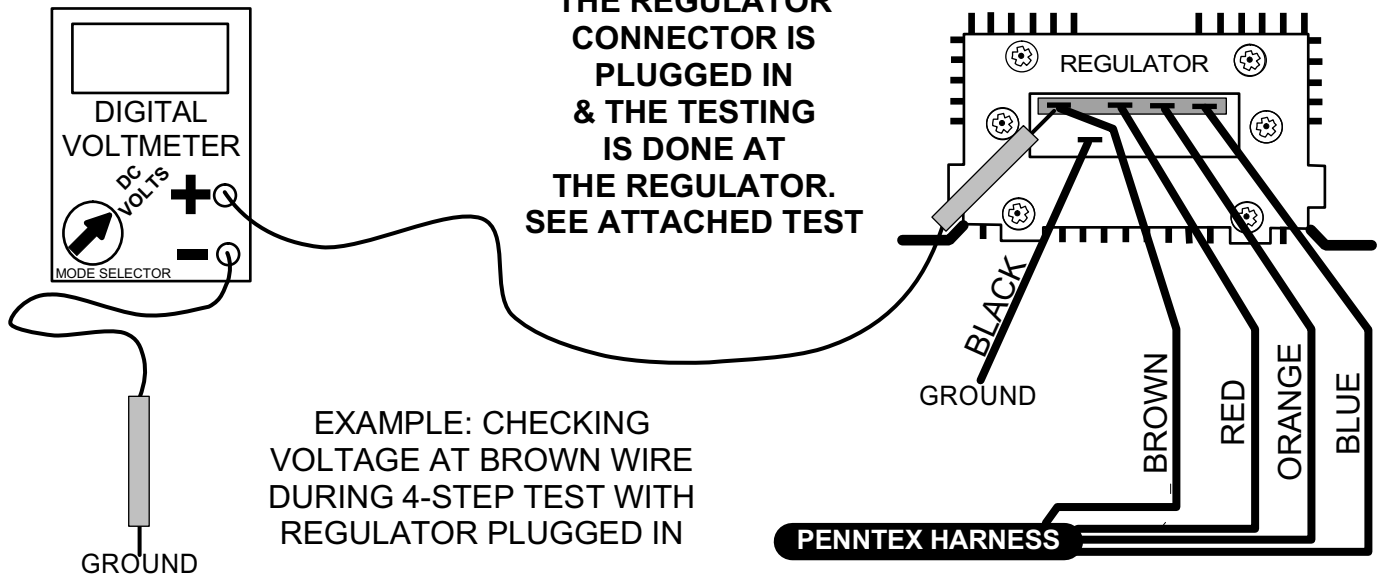 THE REGULATOR
CONNECTOR IS
PLUGGED IN
& THE TESTING
IS DONE AT
THE REGULATOR.
SEE ATTACHED TEST
DIGITAL
VOLTMETER
DC
VOLTS
+
-
MODE SELECTOR
GROUND
REGULATOR
BLACK
GROUND
BROWN
RED
ORANGE
BLUE
EXAMPLE: CHECKING
VOLTAGE AT BROWN WIRE
DURING 4-STEP TEST WITH
REGULATOR PLUGGED IN
PENNTEX HARNESS